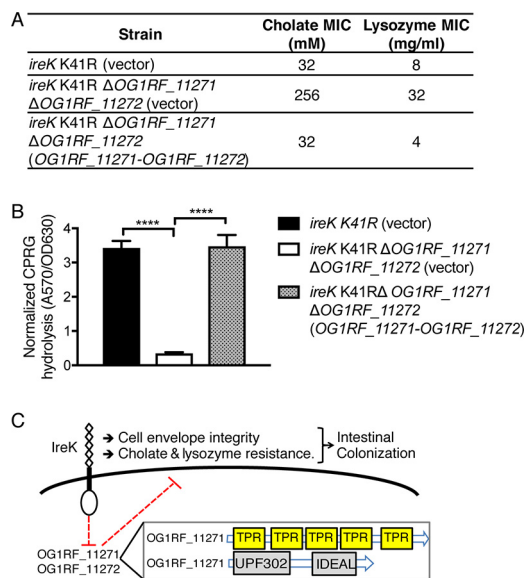 A
Strain Cholate MIC (mM) Lysozyme MIC (mg/ml)
ireK K41R (vector) 32 8
ireK K41R ΔOG1RF_11271
ΔOG1RF_11272 (vector) 256 32
ireK K41R ΔOG1RF_11271
ΔOG1RF_11272
(OG1RF_11271-OG1RF_11272) 32 4
B
Normalized CPRG
hydrolysis (A570/OD630)
4
3
2
1
0
**** ****
ireK K41R (vector)
ireK K41R ΔOG1RF_11271
ΔOG1RF_11272 (vector)
ireK K41RΔ OG1RF_11271
ΔOG1RF_11272
(OG1RF_11271-OG1RF_11272)
C
IreK
➔ Cell envelope integrity
➔ Cholate & lysozyme resistance.
Intestinal
Colonization
OG1RF_11271
OG1RF_11272
OG1RF_11271 TPR TPR TPR TPR TPR
OG1RF_11271 UPF302 IDEAL